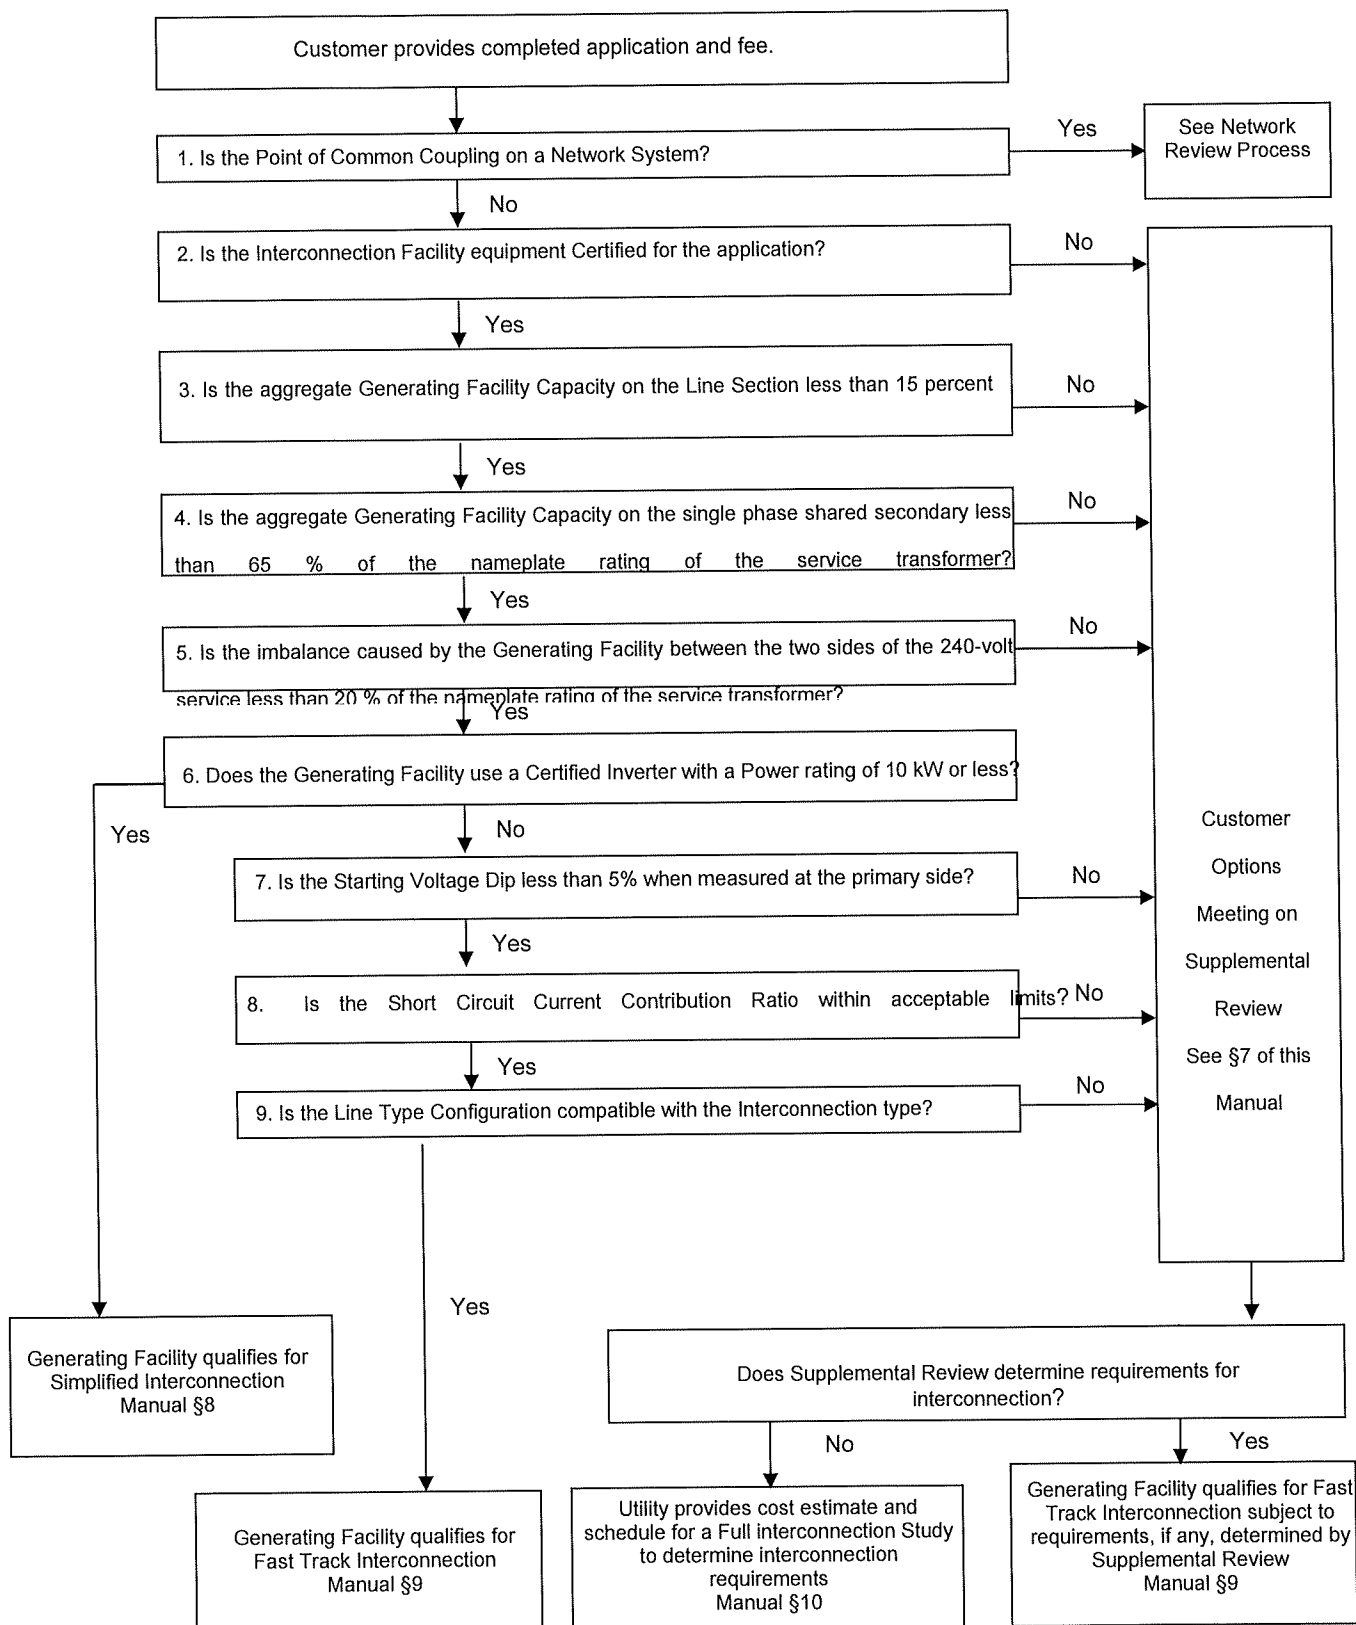 Customer provides completed application and fee.
Yes
See Network
Review Process
1. Is the Point of Common Coupling on a Network System?
No
2. Is the Interconnection Facility equipment Certified for the application?
No
Yes
3. Is the aggregate Generating Facility Capacity on the Line Section less than 15 percent
No
Yes
4. Is the aggregate Generating Facility Capacity on the single phase shared secondary less
than 65 % of the nameplate rating of the service transformer?
No
Yes
5. Is the imbalance caused by the Generating Facility between the two sides of the 240-volt
service less than 20 % of the nameplate rating of the service transformer?
No
Yes
6. Does the Generating Facility use a Certified Inverter with a Power rating of 10 kW or less?
Yes
No
7. Is the Starting Voltage Dip less than 5% when measured at the primary side?
No
Yes
8. Is the Short Circuit Current Contribution Ratio within acceptable limits?
No
Yes
9. Is the Line Type Configuration compatible with the Interconnection type?
No
Customer
Options
Meeting on
Supplemental
Review
See §7 of this
Manual
Yes
Generating Facility qualifies for
Simplified Interconnection
Manual §8
Does Supplemental Review determine requirements for
interconnection?
No
Yes
Generating Facility qualifies for
Fast Track Interconnection
Manual §9
Utility provides cost estimate and
schedule for a Full interconnection Study
to determine interconnection
requirements
Manual §10
Generating Facility qualifies for Fast
Track Interconnection subject to
requirements, if any, determined by
Supplemental Review
Manual §9